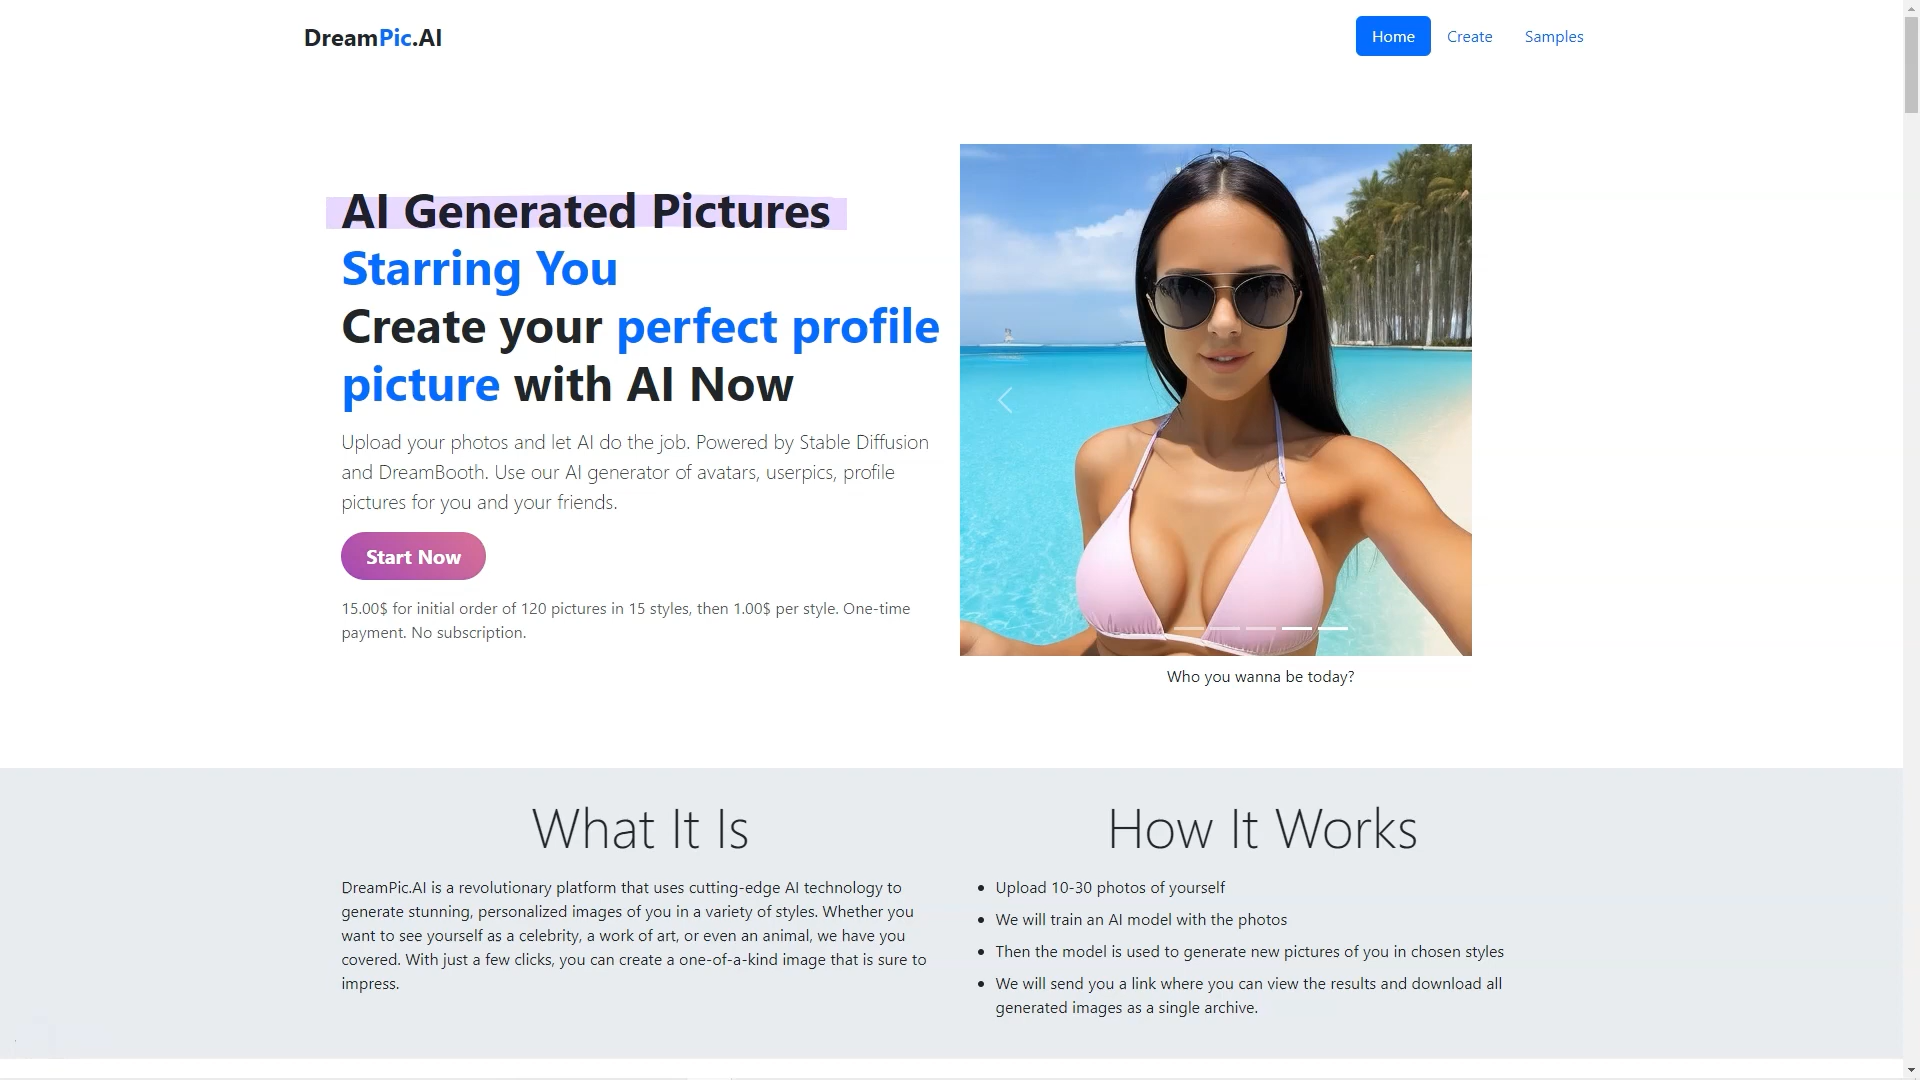 DreamPic.AI
Home
Create
Samples
AI Generated Pictures
Starring You
Create your perfect profile
picture with AI Now
Upload your photos and let AI do the job. Powered by Stable Diffusion
and DreamBooth. Use our AI generator of avatars, userpics, profile
pictures for you and your friends.
Start Now
15.00$ for initial order of 120 pictures in 15 styles, then 1.00$ per style. One-time
payment. No subscription.
Who you wanna be today?
What It Is
DreamPic.AI is a revolutionary platform that uses cutting-edge AI technology to
generate stunning, personalized images of you in a variety of styles. Whether you
want to see yourself as a celebrity, a work of art, or even an animal, we have you
covered. With just a few clicks, you can create a one-of-a-kind image that is sure to
impress.
How It Works
Upload 10-30 photos of yourself
We will train an AI model with the photos
Then the model is used to generate new pictures of you in chosen styles
We will send you a link where you can view the results and download all
generated images as a single archive.